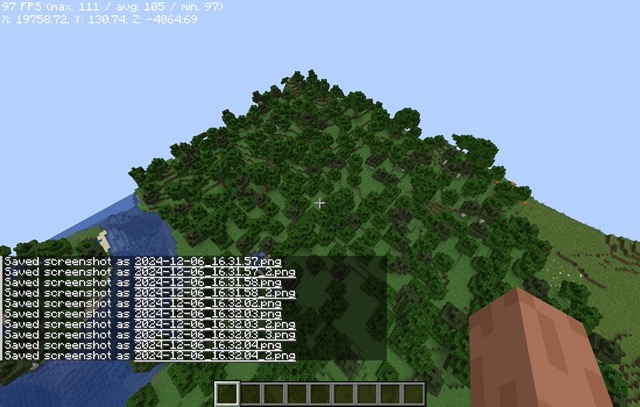 97 FPS (max. 111 / avg. 105 / min. 97)
X: 19758.72, Y: 130.74, Z: -4064.69
Saved screenshot as 2024-12-06_16.31.57.png
Saved screenshot as 2024-12-06_16.31.57_2.png
Saved screenshot as 2024-12-06_16.31.58.png
Saved screenshot as 2024-12-06_16.31.58_2.png
Saved screenshot as 2024-12-06_16.32.02.png
Saved screenshot as 2024-12-06_16.32.03.png
Saved screenshot as 2024-12-06_16.32.03_2.png
Saved screenshot as 2024-12-06_16.32.03_3.png
Saved screenshot as 2024-12-06_16.32.04.png
Saved screenshot as 2024-12-06_16.32.04_2.png